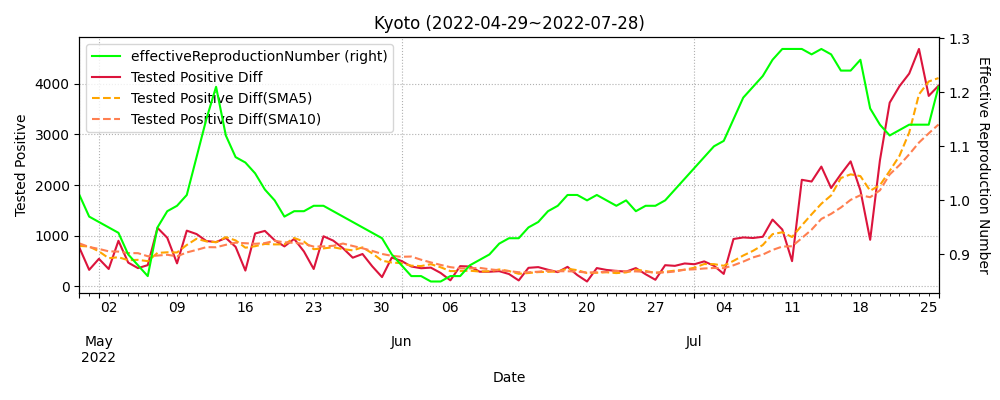 Kyoto (2022-04-29~2022-07-28)
effectiveReproductionNumber (right)
Tested Positive Diff
Tested Positive Diff(SMA5)
Tested Positive Diff(SMA10)
Tested Positive
4000
3000
2000
1000
0
1.3
1.2
1.1
1.0
0.9
Effective Reproduction Number
02 09 16 23 30 06 13 20 27 04 11 18 25
May Jun Jul
2022
Date